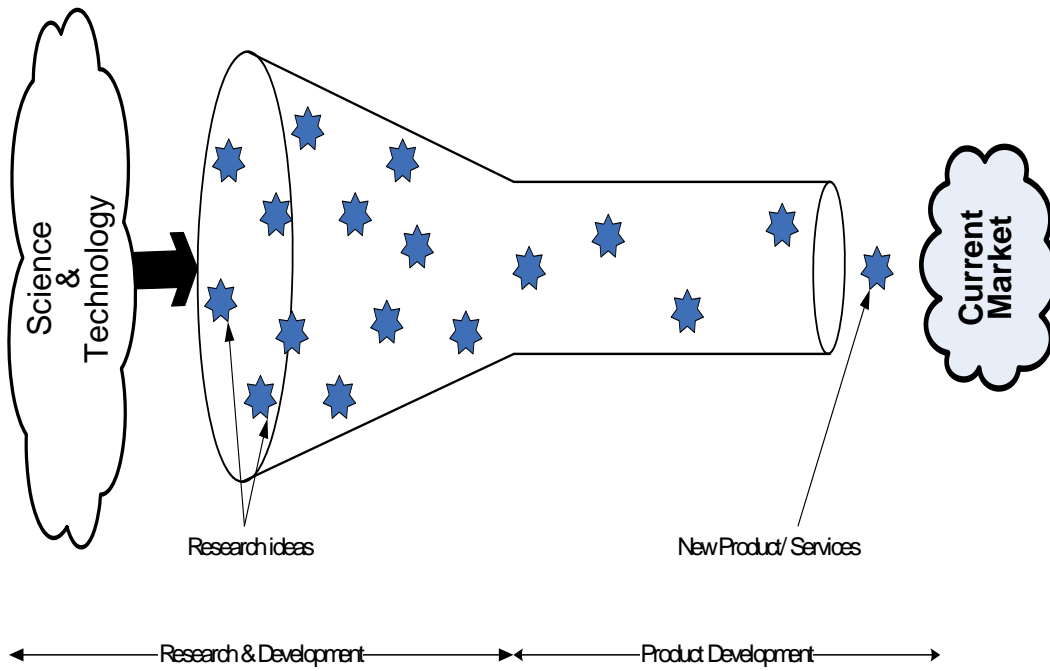 Science
&
Technology
Current
Market
Research ideas
New Product/ Services
Research & Development
Product Development